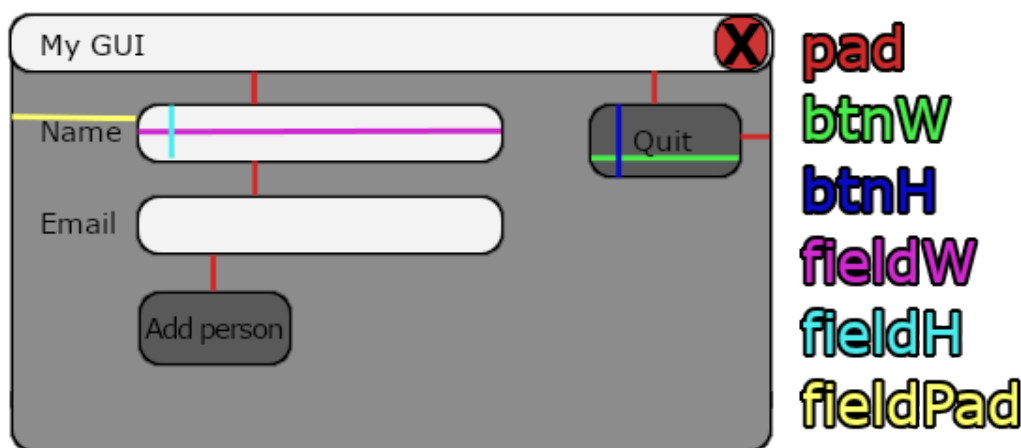 My GUI X
Name
Quit
Email
Add person
pad
btnW
btnH
fieldW
fieldH
fieldPad